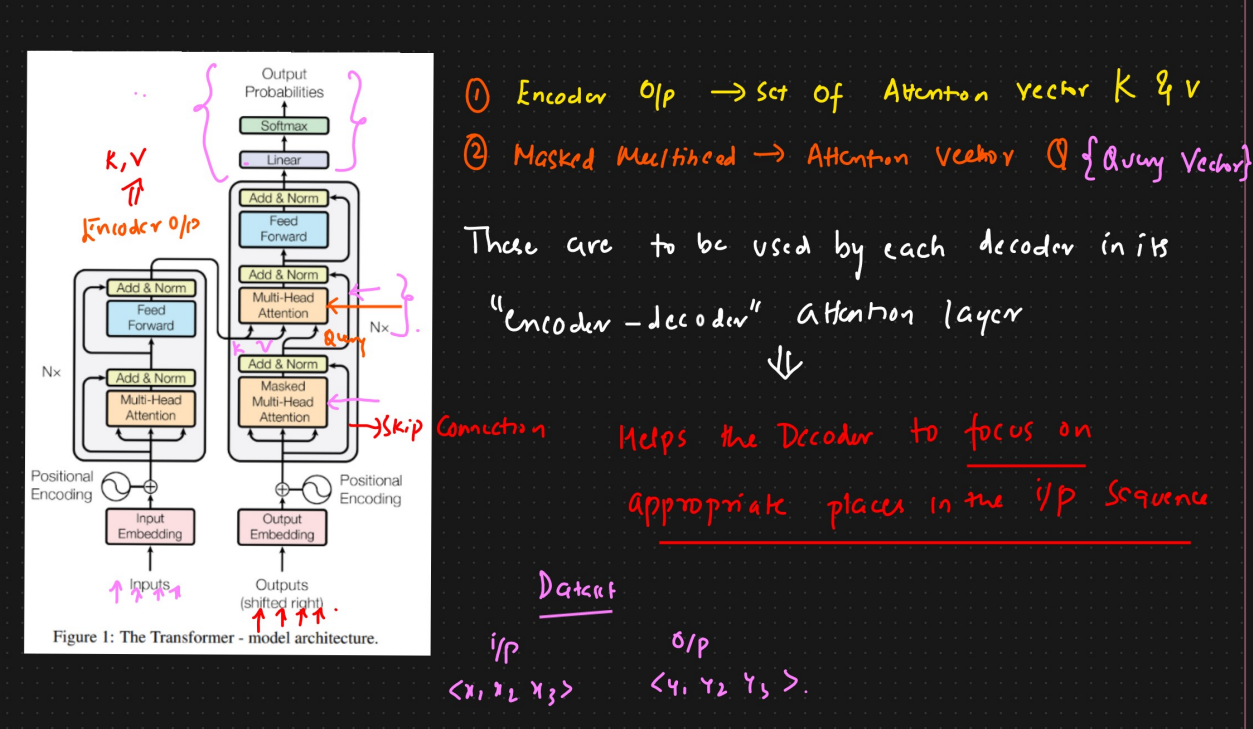 Output
Probabilities
Softmax
Linear
K, V
Encoder O/P
Add & Norm
Feed
Forward
Add & Norm
Multi-Head
Attention
Nx
K V
Query
Add & Norm
Masked
Multi-Head
Attention
Add & Norm
Feed
Forward
Nx
Add & Norm
Multi-Head
Attention
Positional
Encoding
Positional
Encoding
Input
Embedding
Output
Embedding
Inputs
Outputs
(shifted right)
Figure 1: The Transformer - model architecture.
① Encoder O/p → Set Of Attention vector K & V
② Masked Multihead → Attention Vector Q {Query Vector}
These are to be used by each decoder in its
"encoder - decoder" attention layer
⇓
→ Skip Connection
Helps the Decoder to focus on
appropriate places in the i/p sequence
Dataset
i/p O/p
<x₁ x₂ x₃> <y₁ y₂ y₃>.